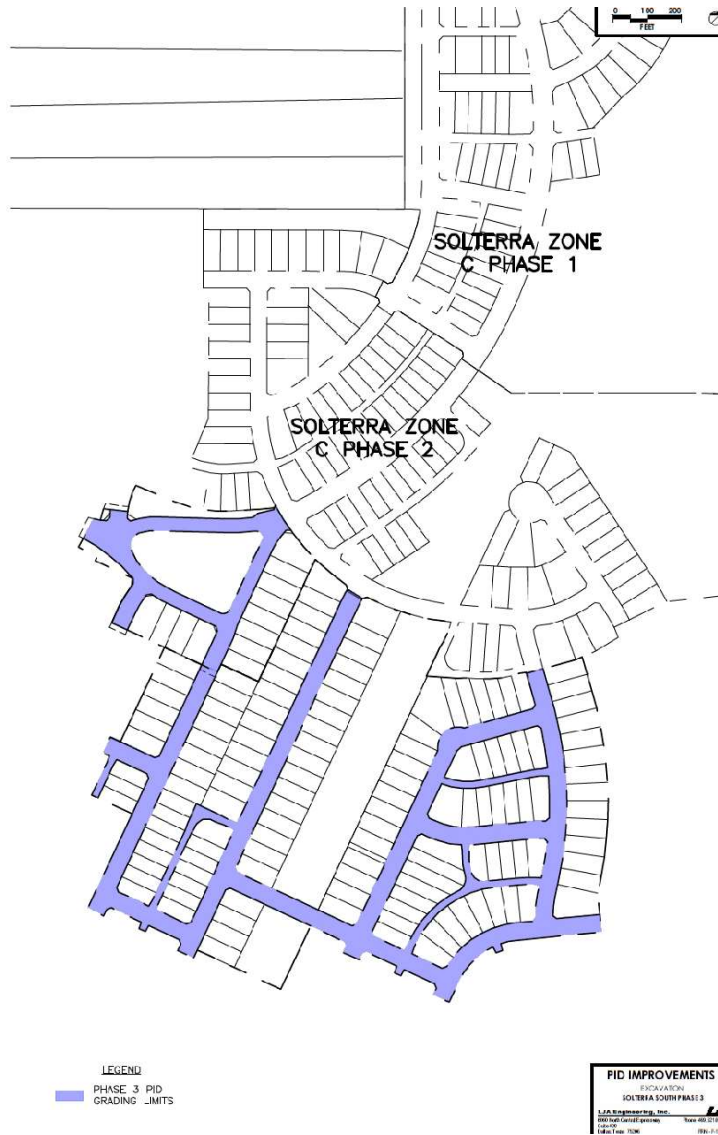 0 100 200
FEET
SOLTERRA ZONE
C PHASE 1
SOLTERRA ZONE
C PHASE 2
LEGEND
PHASE 3 PID
GRADING LIMITS
PID IMPROVEMENTS
EXCAVATION
SOLTERRA SOUTH PHASE 3
LJA Engineering, Inc.